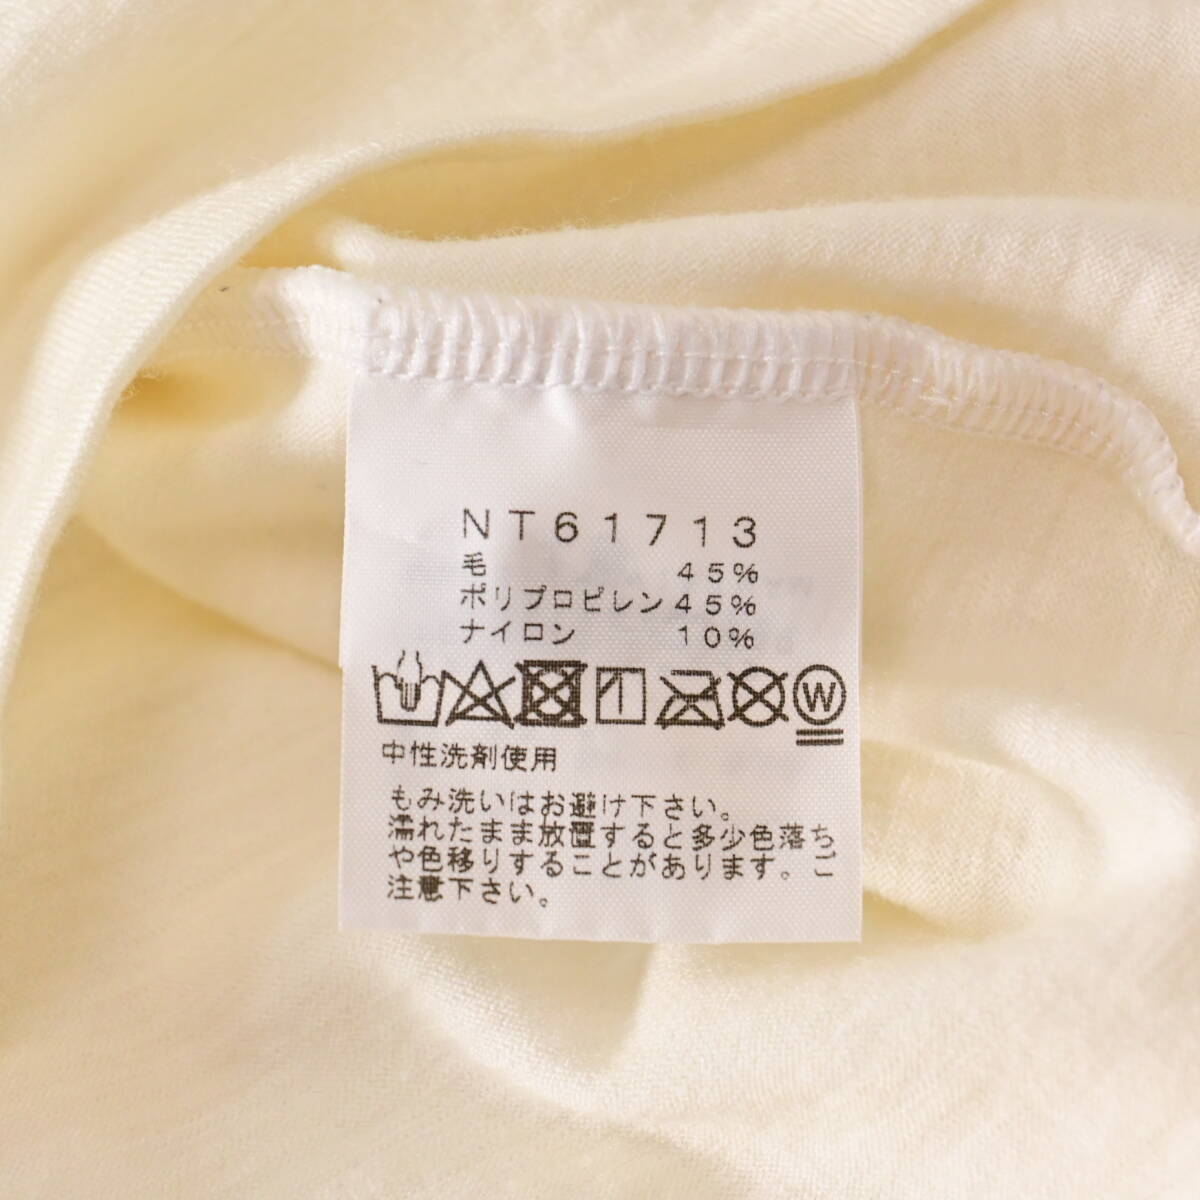 NT61713
毛 45%
ポリプロピレン 45%
ナイロン 10%
W
中性洗剤使用
もみ洗いはお避け下さい。
濡れたまま放置すると多少色落ち
や色移りすることがあります。ご
注意下さい。